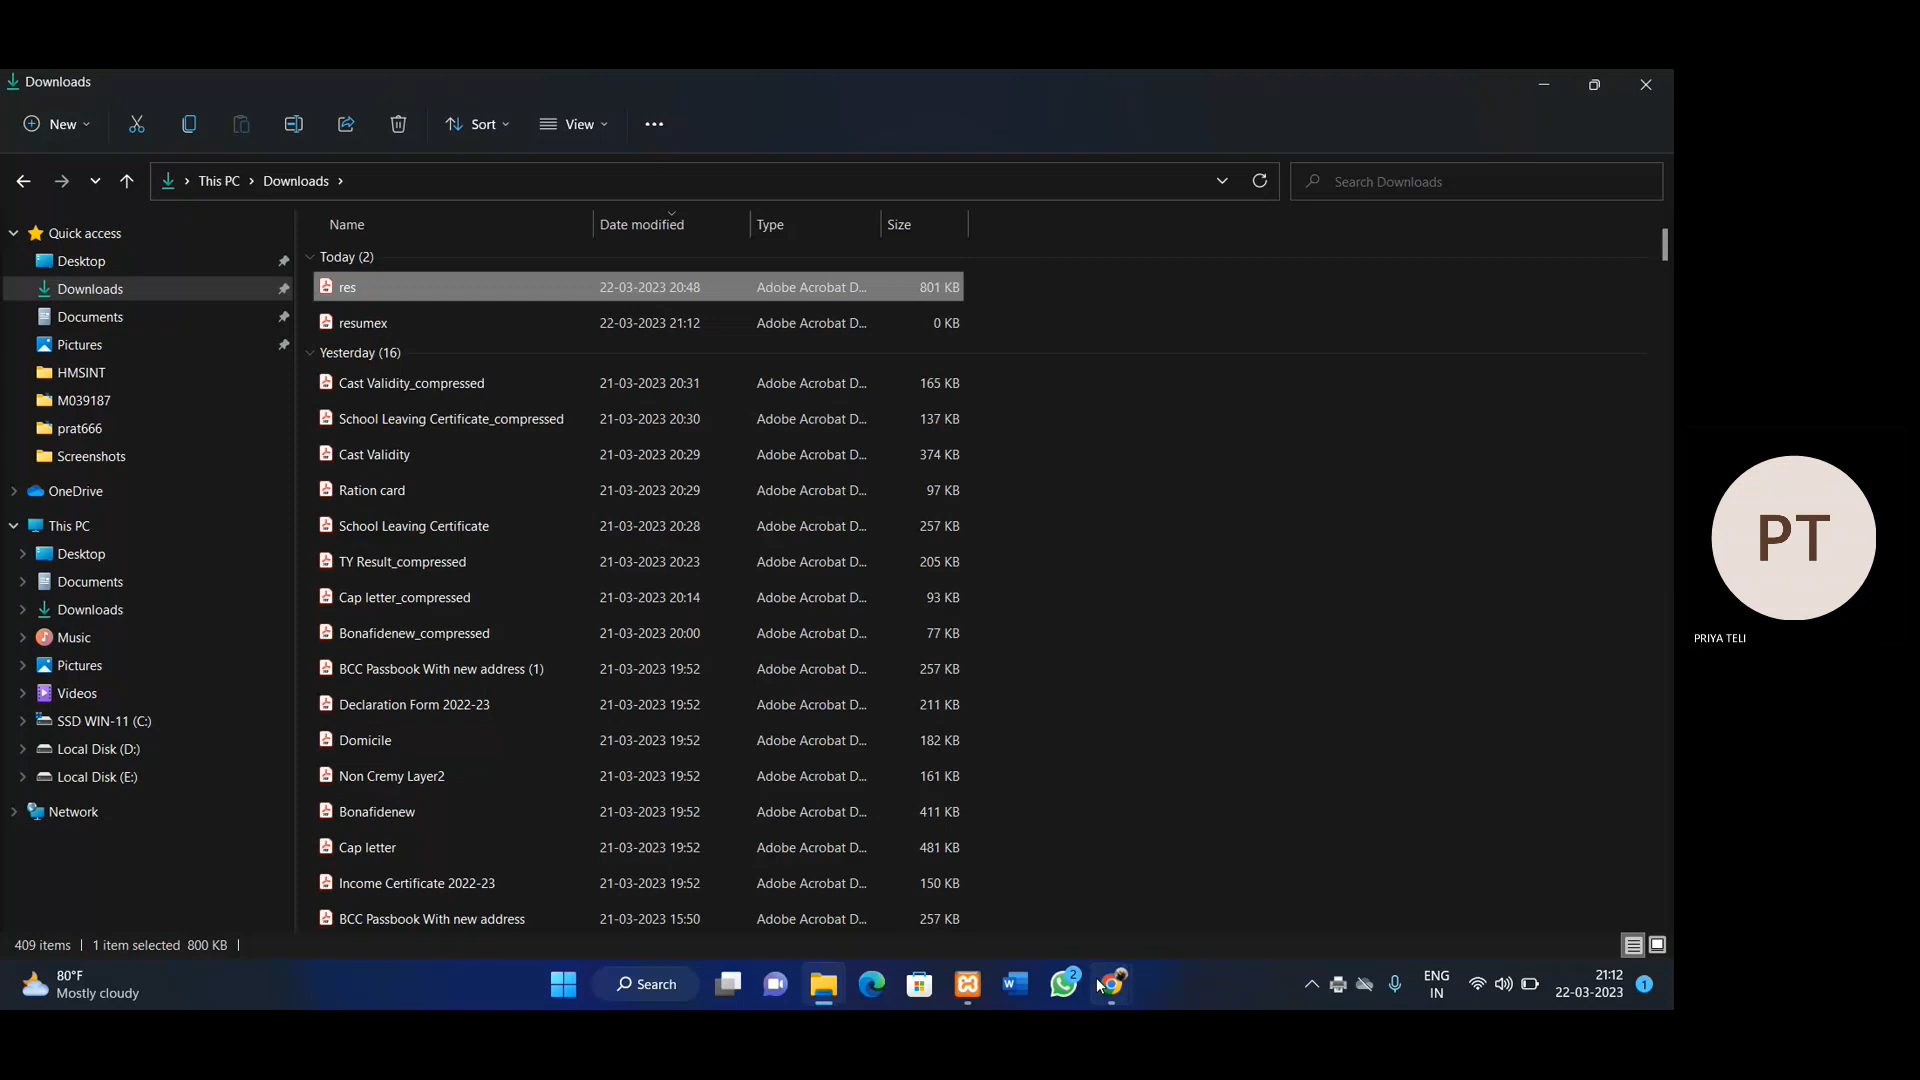 Downloads
New
Sort
View
This PC
Downloads
Search Downloads
Name
Date modified
Type
Size
Quick access
Desktop
Downloads
Documents
Pictures
HMSINT
M039187
prat666
Screenshots
OneDrive
This PC
Desktop
Documents
Downloads
Music
Pictures
Videos
SSD WIN-11 (C:)
Local Disk (D:)
Local Disk (E:)
Network
Today (2)
res 22-03-2023 20:48 Adobe Acrobat D... 801 KB
resumex 22-03-2023 21:12 Adobe Acrobat D... 0 KB
Yesterday (16)
Cast Validity_compressed 21-03-2023 20:31 Adobe Acrobat D... 165 KB
School Leaving Certificate_compressed 21-03-2023 20:30 Adobe Acrobat D... 137 KB
Cast Validity 21-03-2023 20:29 Adobe Acrobat D... 374 KB
Ration card 21-03-2023 20:29 Adobe Acrobat D... 97 KB
School Leaving Certificate 21-03-2023 20:28 Adobe Acrobat D... 257 KB
TY Result_compressed 21-03-2023 20:23 Adobe Acrobat D... 205 KB
Cap letter_compressed 21-03-2023 20:14 Adobe Acrobat D... 93 KB
Bonafidenew_compressed 21-03-2023 20:00 Adobe Acrobat D... 77 KB
BCC Passbook With new address (1) 21-03-2023 19:52 Adobe Acrobat D... 257 KB
Declaration Form 2022-23 21-03-2023 19:52 Adobe Acrobat D... 211 KB
Domicile 21-03-2023 19:52 Adobe Acrobat D... 182 KB
Non Cremy Layer2 21-03-2023 19:52 Adobe Acrobat D... 161 KB
Bonafidenew 21-03-2023 19:52 Adobe Acrobat D... 411 KB
Cap letter 21-03-2023 19:52 Adobe Acrobat D... 481 KB
Income Certificate 2022-23 21-03-2023 19:52 Adobe Acrobat D... 150 KB
BCC Passbook With new address 21-03-2023 15:50 Adobe Acrobat D... 257 KB
409 items 1 item selected 800 KB
80°F
Mostly cloudy
Search
2
ENG
IN
21:12
22-03-2023
1
PT
PRIYA TELI